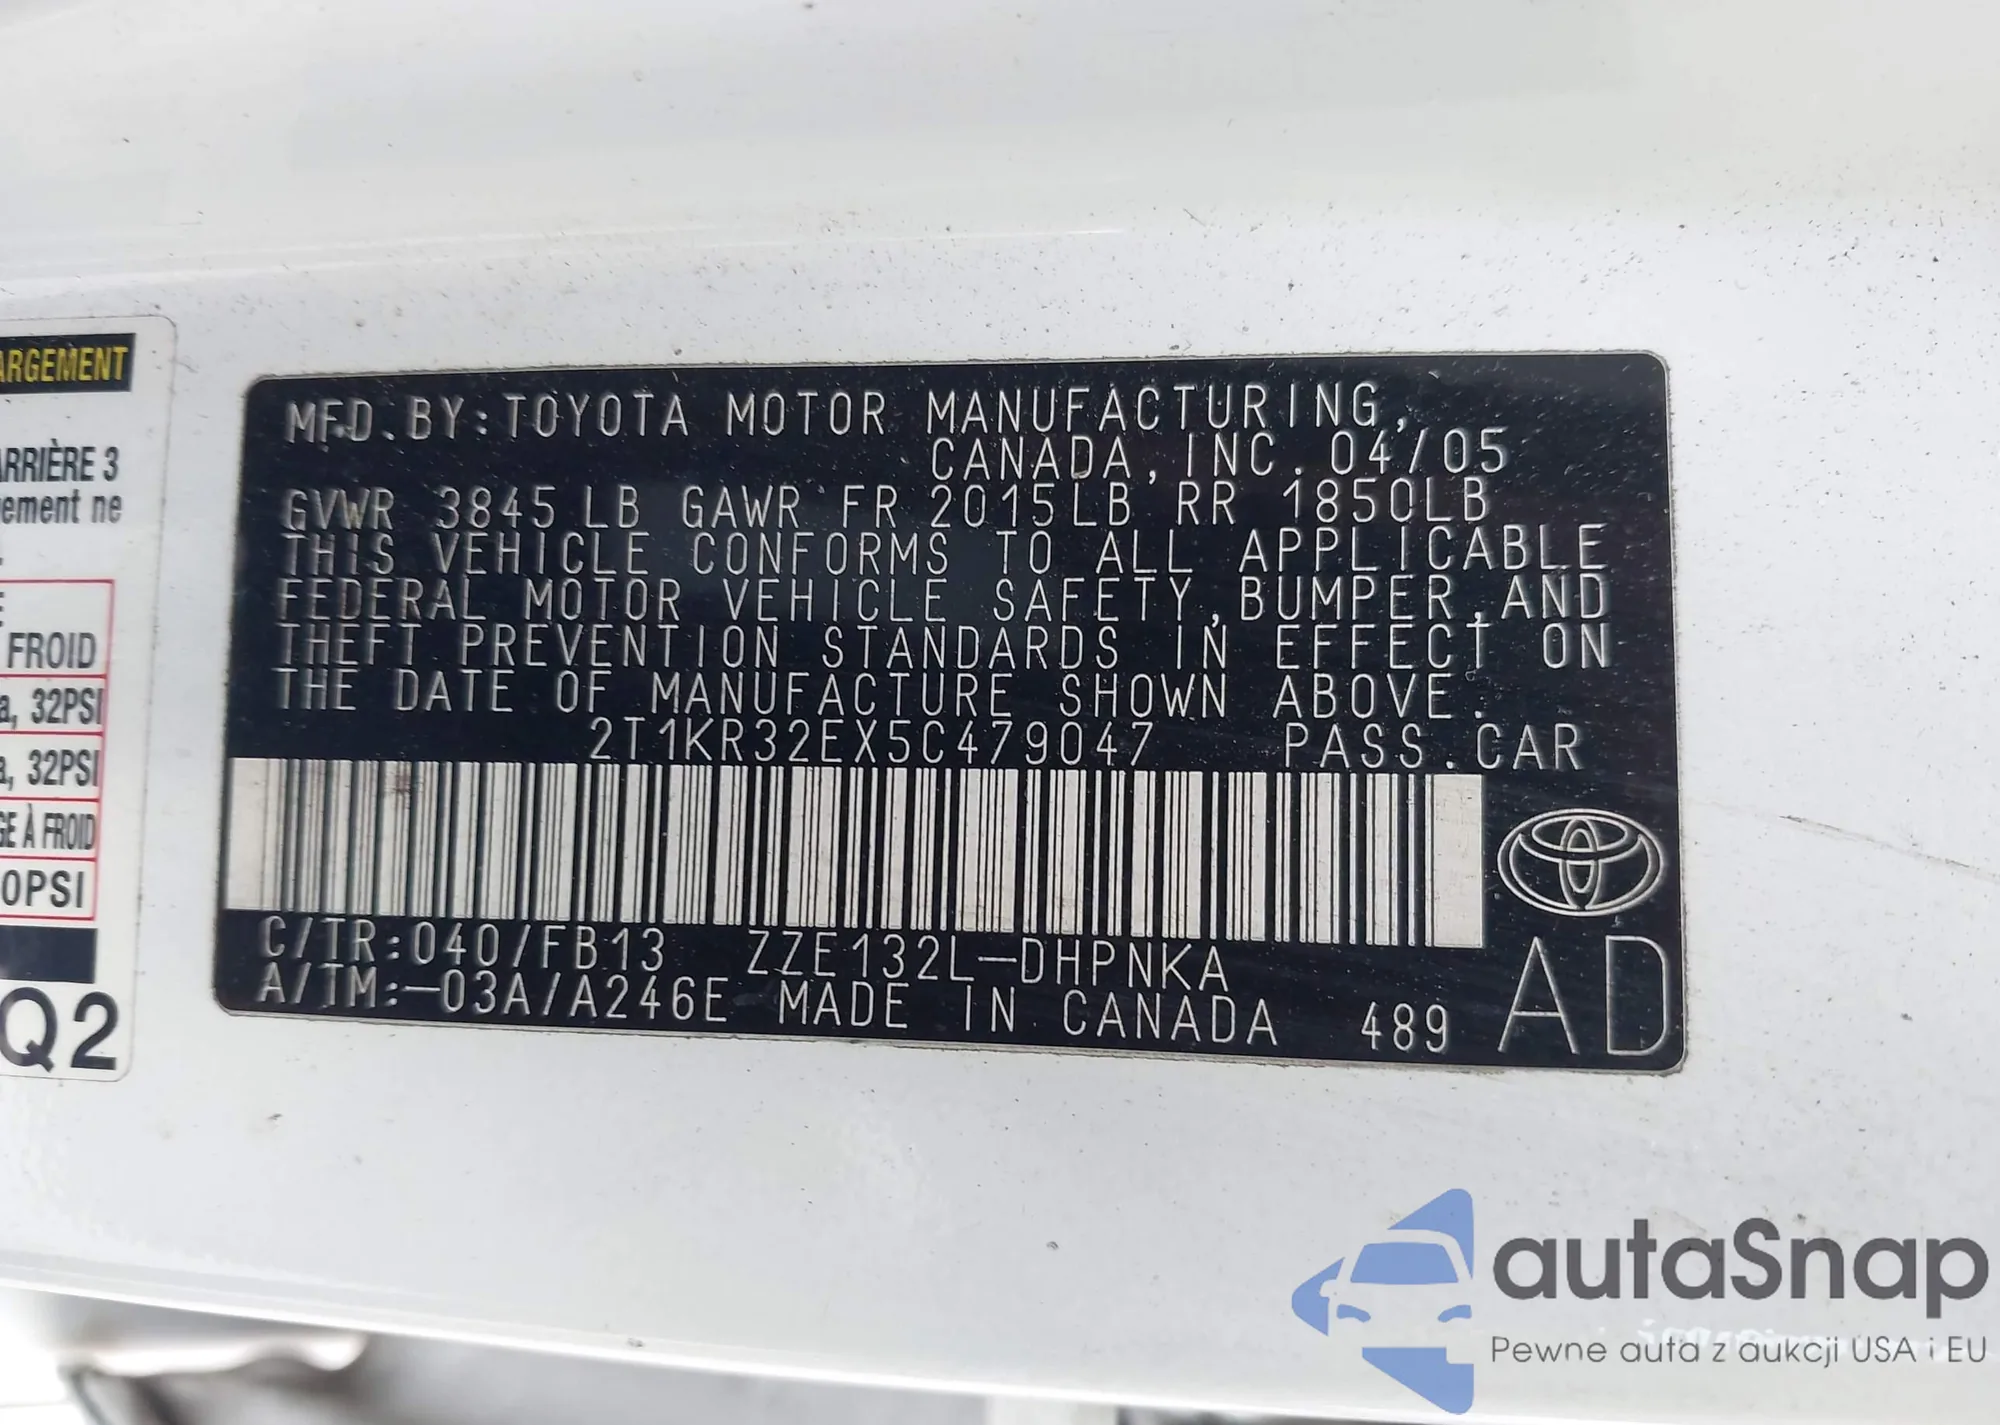 ARGEMENT
ARRIÈRE 3
ement ne
E
FROID
a, 32PSI
a, 32PSI
GE À FROID
0PSI
Q2
MFD.BY:TOYOTA MOTOR MANUFACTURING,
CANADA,INC. 04/05
GVWR 3845LB GAWR FR 2015LB RR 1850LB
THIS VEHICLE CONFORMS TO ALL APPLICABLE
FEDERAL MOTOR VEHICLE SAFETY,BUMPER,AND
THEFT PREVENTION STANDARDS IN EFFECT ON
THE DATE OF MANUFACTURE SHOWN ABOVE.
2T1KR32EX5C479047 PASS.CAR
C/TR:040/FB13 ZZE132L-DHPNKA
A/TM:-03A/A246E MADE IN CANADA 489
AD
autaSnap
Pewne auta z aukcji USA i EU